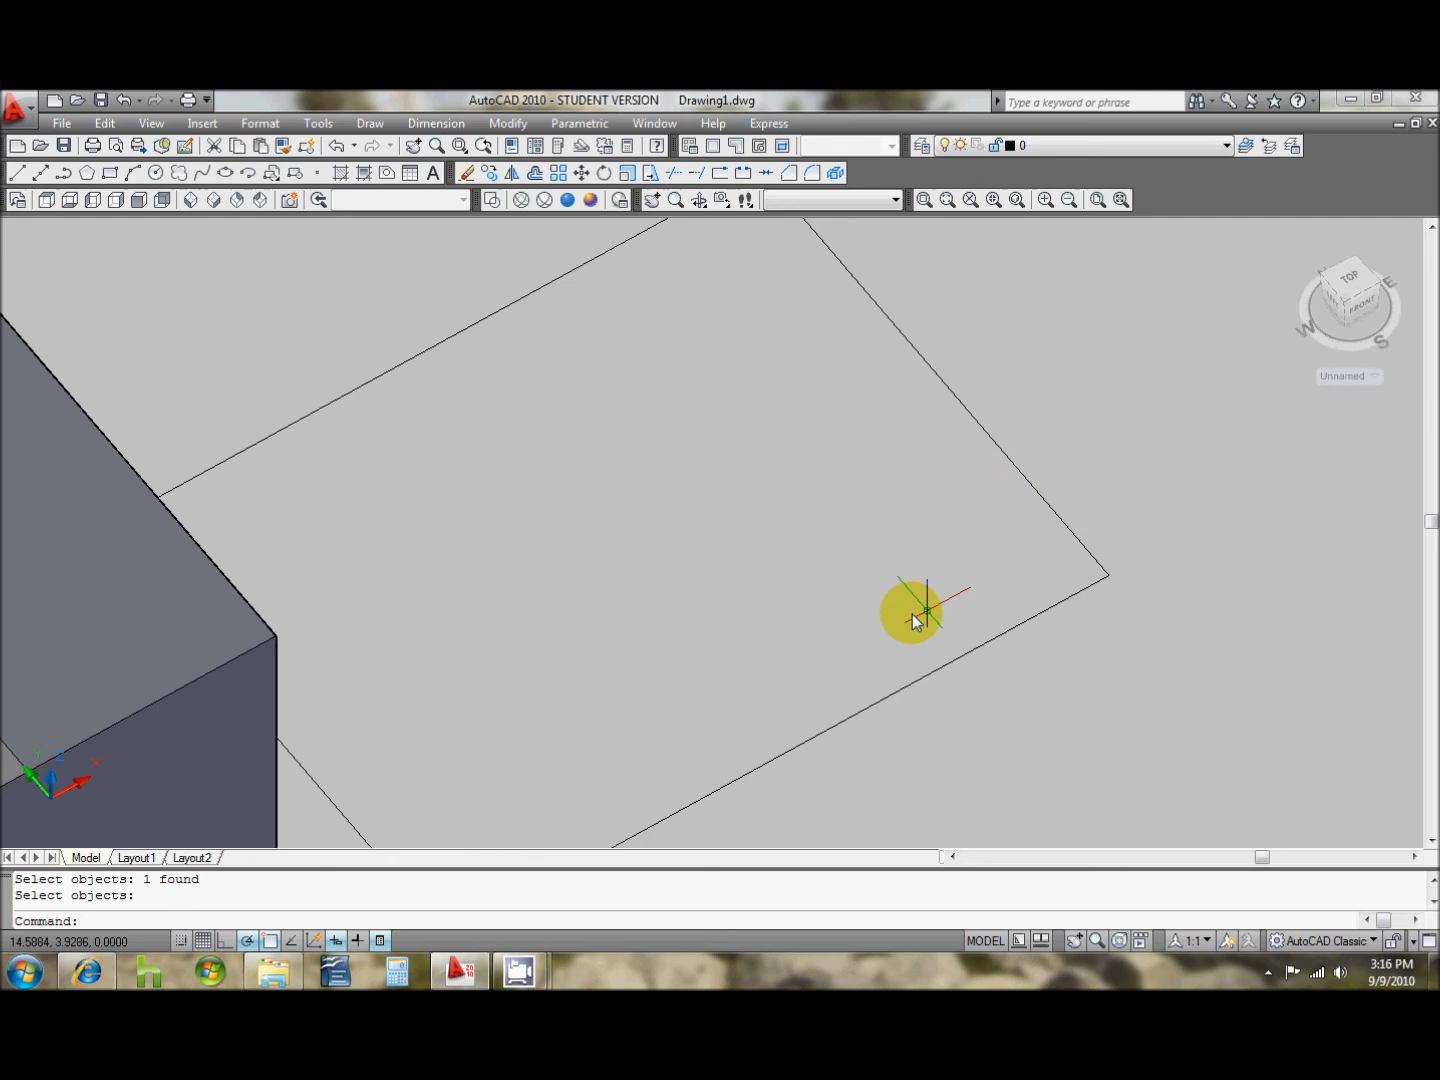 AutoCAD 2010 - STUDENT VERSION Drawing1.dwg
Type a keyword or phrase
File Edit View Insert Format Tools Draw Dimension Modify Parametric Window Help Express
0
A
TOP
FRONT
E
W
S
Unnamed
Y
Z
X
Model Layout1 Layout2
Select objects: 1 found
Select objects:
Command:
14.5884, 3.9286, 0.0000
MODEL
1:1
AutoCAD Classic
3:16 PM
9/9/2010